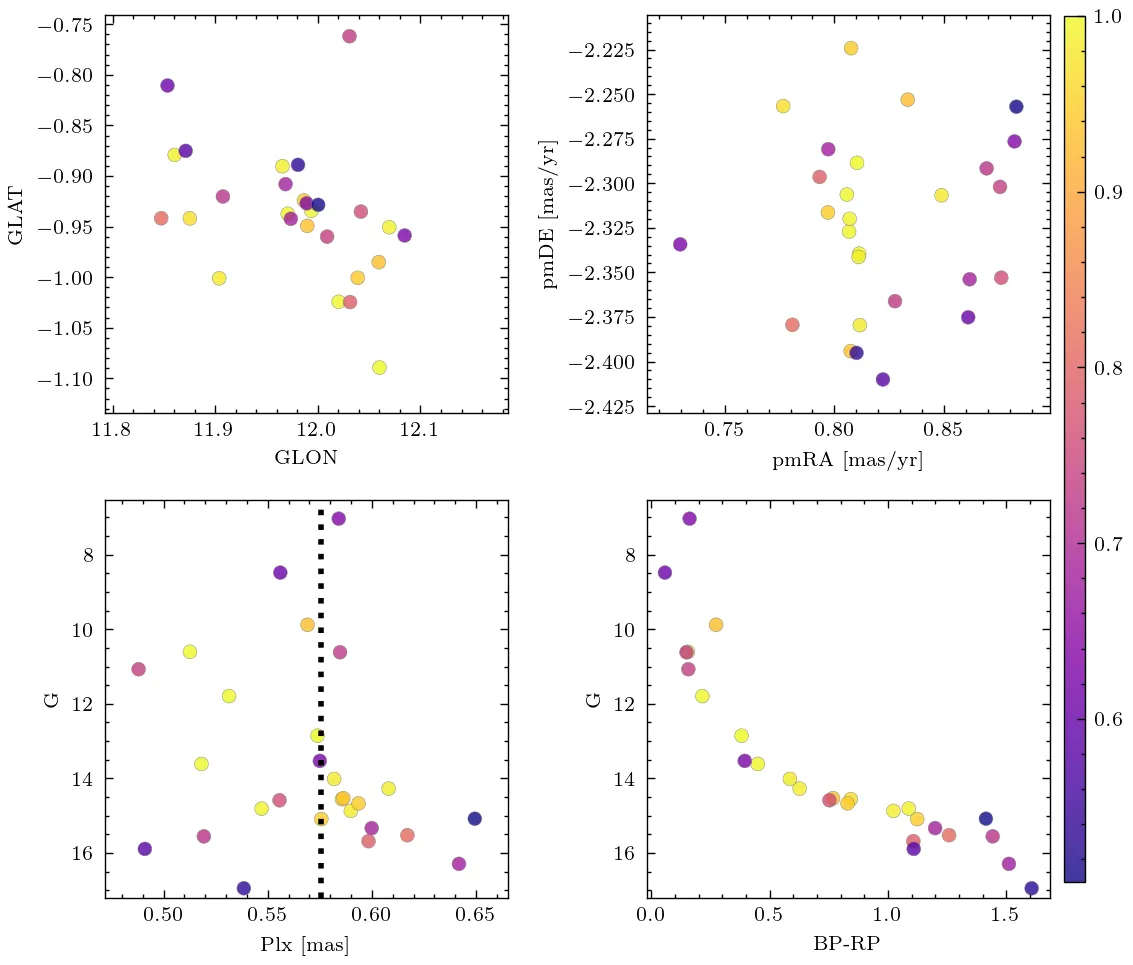 −0.75
−0.80
−0.85
−0.90
−0.95
−1.00
−1.05
−1.10
GLAT
11.8 11.9 12.0 12.1
GLON
−2.225
−2.250
−2.275
−2.300
−2.325
−2.350
−2.375
−2.400
−2.425
pmDE [mas/yr]
0.75 0.80 0.85
pmRA [mas/yr]
1.0
0.9
0.8
0.7
0.6
8
10
12
14
16
G
0.50 0.55 0.60 0.65
Plx [mas]
8
10
12
14
16
G
0.0 0.5 1.0 1.5
BP-RP